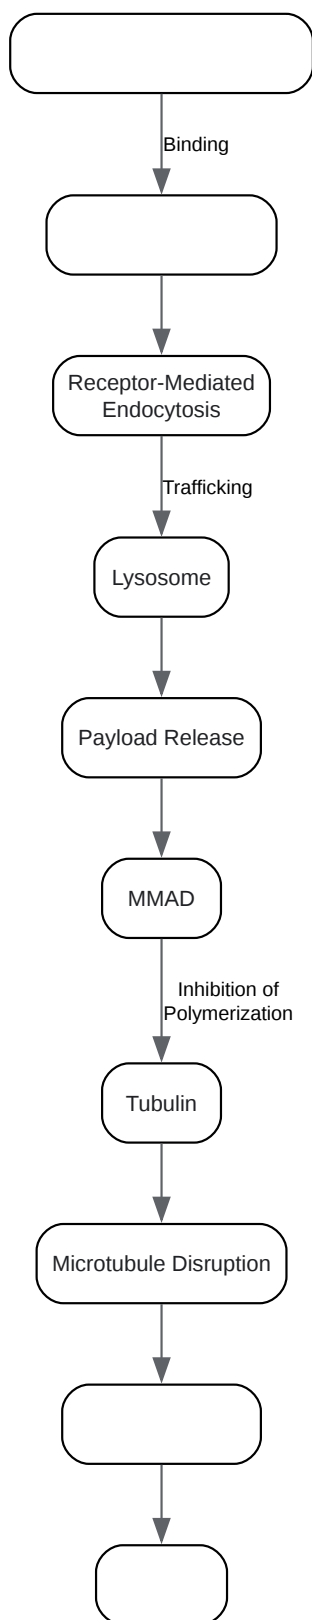 Binding
Receptor-Mediated
Endocytosis
Trafficking
Lysosome
Payload Release
MMAD
Inhibition of
Polymerization
Tubulin
Microtubule Disruption